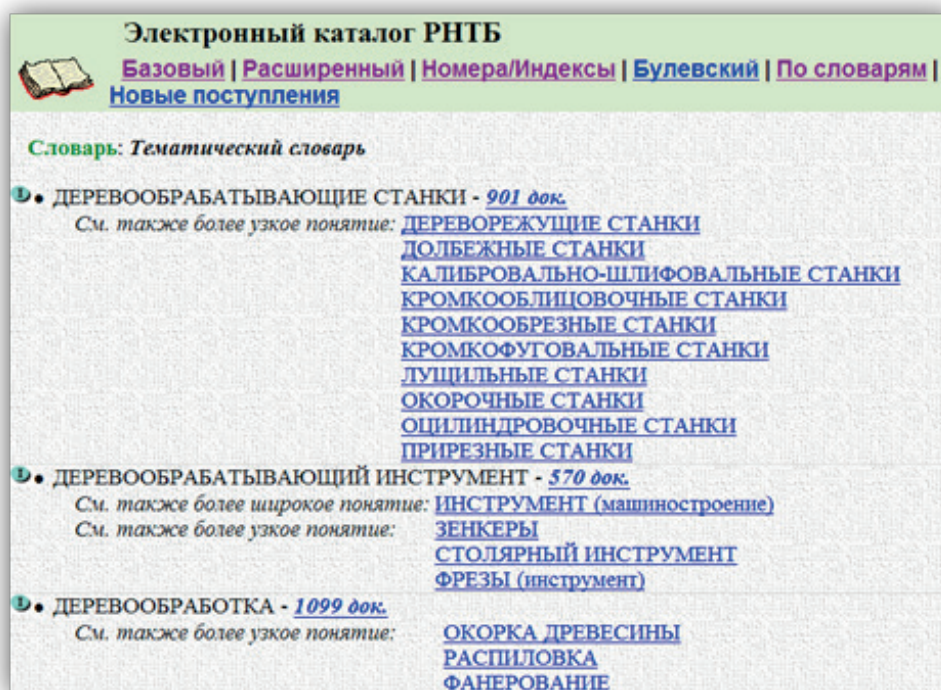 Электронный каталог РНТБ
Базовый | Расширенный | Номера/Индексы | Булевский | По словарям |
Новые поступления
Словарь: Тематический словарь
• ДЕРЕВООБРАБАТЫВАЮЩИЕ СТАНКИ - 901 док.
См. также более узкое понятие: ДЕРЕВОРЕЖУЩИЕ СТАНКИ
ДОЛБЕЖНЫЕ СТАНКИ
КАЛИБРОВАЛЬНО-ШЛИФОВАЛЬНЫЕ СТАНКИ
КРОМКООБЛИЦОВОЧНЫЕ СТАНКИ
КРОМКООБРЕЗНЫЕ СТАНКИ
КРОМКОФУГОВАЛЬНЫЕ СТАНКИ
ЛУЩИЛЬНЫЕ СТАНКИ
ОКОРОЧНЫЕ СТАНКИ
ОЦИЛИНДРОВОЧНЫЕ СТАНКИ
ПРИРЕЗНЫЕ СТАНКИ
• ДЕРЕВООБРАБАТЫВАЮЩИЙ ИНСТРУМЕНТ - 570 док.
См. также более широкое понятие: ИНСТРУМЕНТ (машиностроение)
См. также более узкое понятие: ЗЕНКЕРЫ
СТОЛЯРНЫЙ ИНСТРУМЕНТ
ФРЕЗЫ (инструмент)
• ДЕРЕВООБРАБОТКА - 1099 док.
См. также более узкое понятие: ОКОРКА ДРЕВЕСИНЫ
РАСПИЛОВКА
ФАНЕРОВАНИЕ